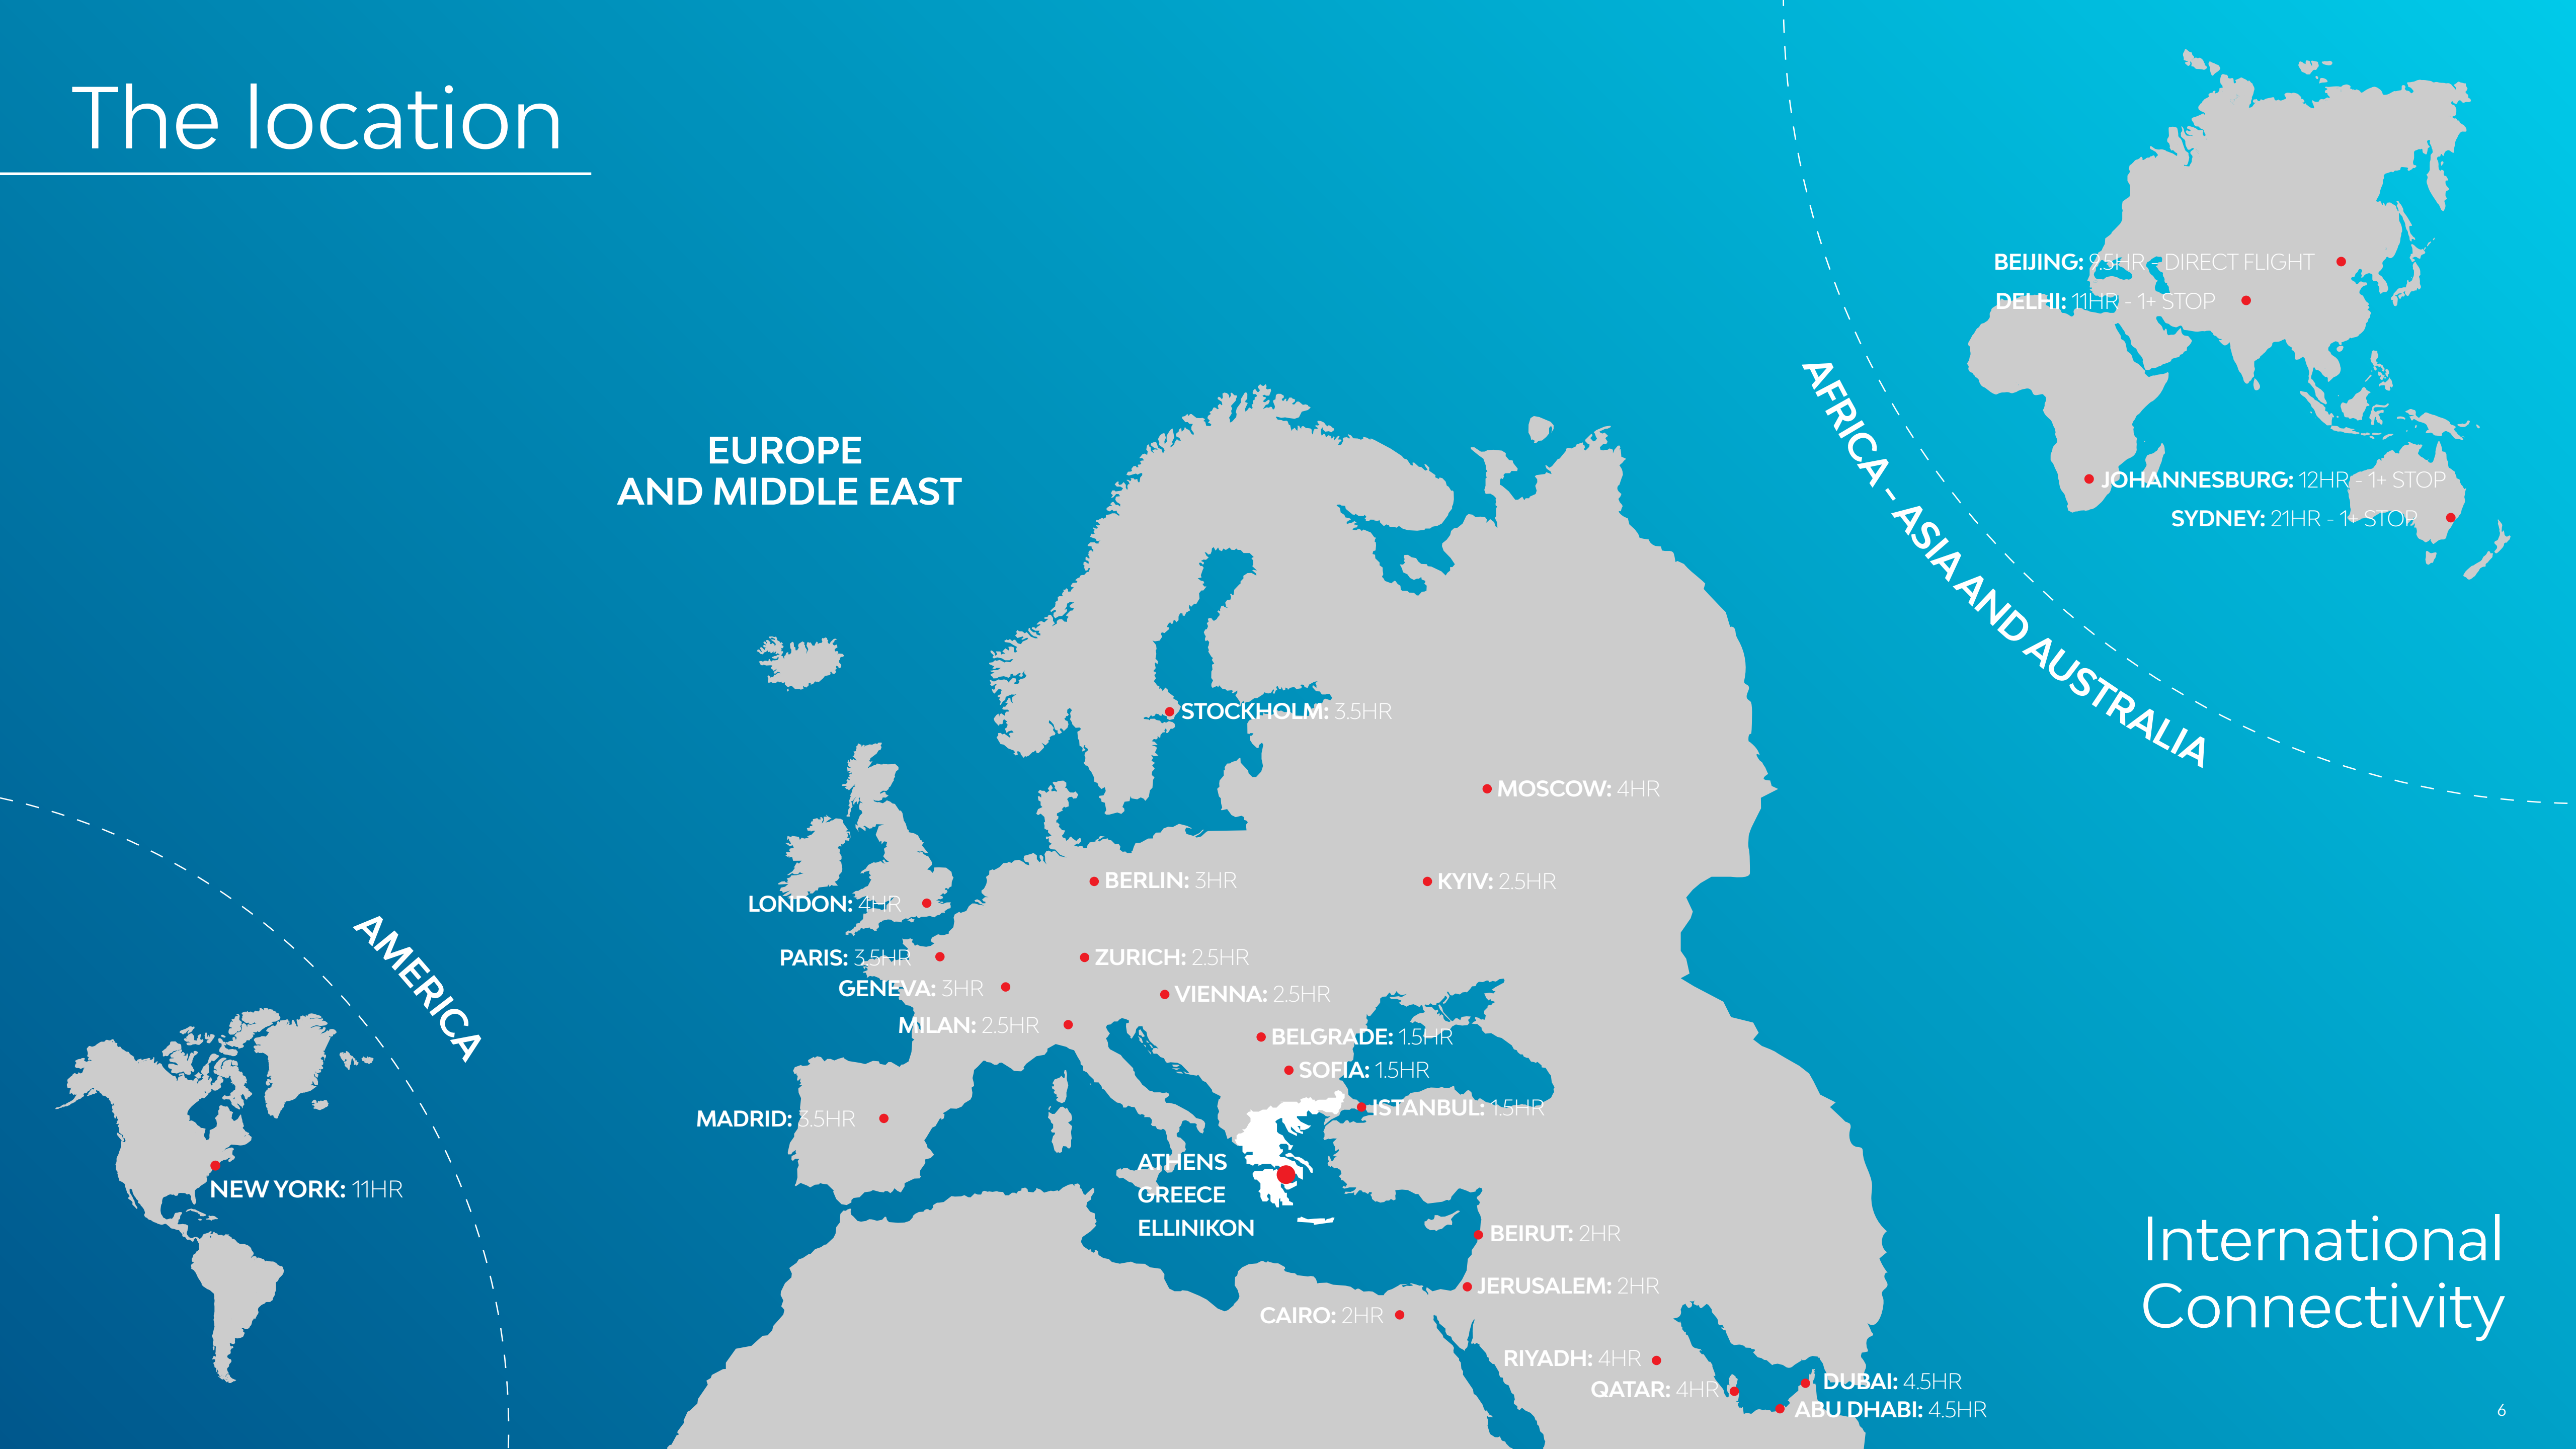 The location
BEIJING: 9.5HR - DIRECT FLIGHT
DELHI: 11HR - 1+ STOP
JOHANNESBURG: 12HR - 1+ STOP
SYDNEY: 21HR - 1+ STOP
AFRICA - ASIA AND AUSTRALIA
EUROPE
AND MIDDLE EAST
STOCKHOLM: 3.5HR
MOSCOW: 4HR
BERLIN: 3HR
KYIV: 2.5HR
LONDON: 4HR
PARIS: 3.5HR
ZURICH: 2.5HR
GENEVA: 3HR
VIENNA: 2.5HR
MILAN: 2.5HR
BELGRADE: 1.5HR
SOFIA: 1.5HR
ISTANBUL: 1.5HR
MADRID: 3.5HR
ATHENS
GREECE
ELLINIKON
BEIRUT: 2HR
JERUSALEM: 2HR
CAIRO: 2HR
RIYADH: 4HR
QATAR: 4HR
DUBAI: 4.5HR
ABU DHABI: 4.5HR
AMERICA
NEW YORK: 11HR
International
Connectivity
6